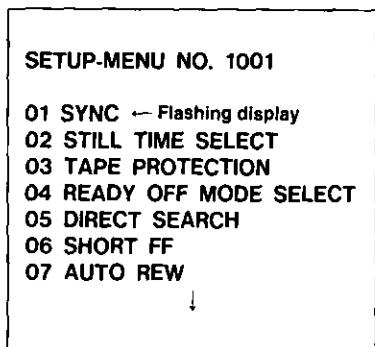 SETUP-MENU NO. 1001
01 SYNC ← Flashing display
02 STILL TIME SELECT
03 TAPE PROTECTION
04 READY OFF MODE SELECT
05 DIRECT SEARCH
06 SHORT FF
07 AUTO REW
↓